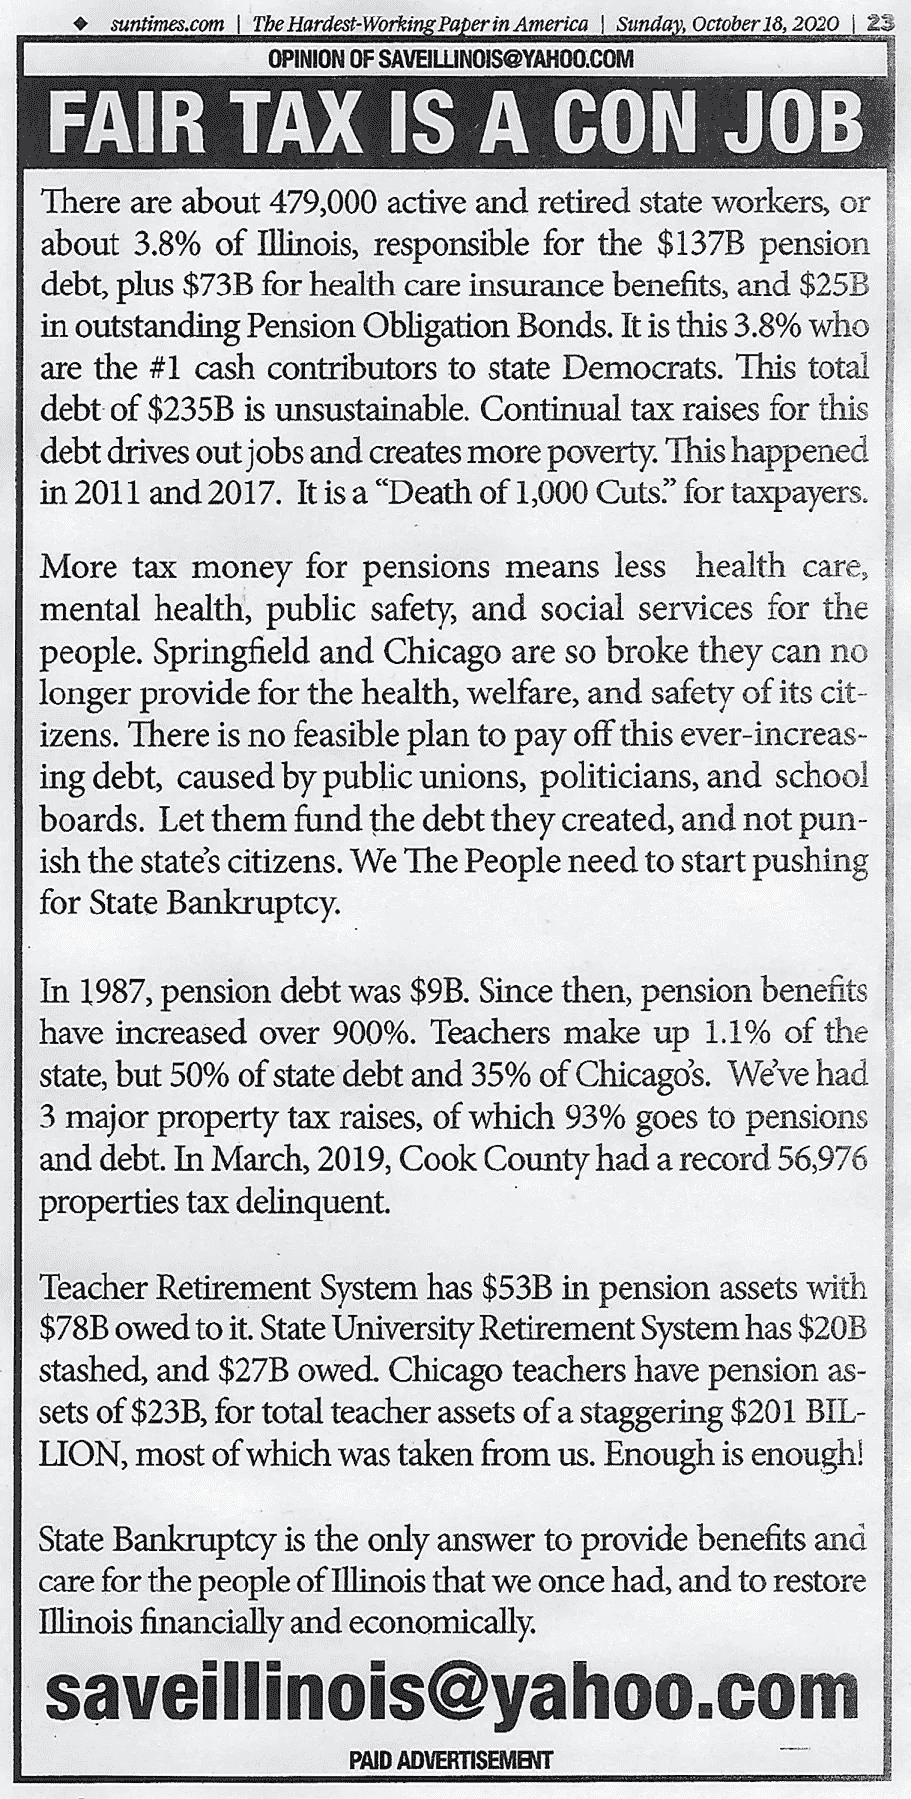 ◆ suntimes.com | The Hardest-Working Paper in America | Sunday, October 18, 2020 | 23
OPINION OF SAVEILLINOIS@YAHOO.COM
FAIR TAX IS A CON JOB
There are about 479,000 active and retired state workers, or
about 3.8% of Illinois, responsible for the $137B pension
debt, plus $73B for health care insurance benefits, and $25B
in outstanding Pension Obligation Bonds. It is this 3.8% who
are the #1 cash contributors to state Democrats. This total
debt of $235B is unsustainable. Continual tax raises for this
debt drives out jobs and creates more poverty. This happened
in 2011 and 2017. It is a “Death of 1,000 Cuts.” for taxpayers.
More tax money for pensions means less health care,
mental health, public safety, and social services for the
people. Springfield and Chicago are so broke they can no
longer provide for the health, welfare, and safety of its cit-
izens. There is no feasible plan to pay off this ever-increas-
ing debt, caused by public unions, politicians, and school
boards. Let them fund the debt they created, and not pun-
ish the state’s citizens. We The People need to start pushing
for State Bankruptcy.
In 1987, pension debt was $9B. Since then, pension benefits
have increased over 900%. Teachers make up 1.1% of the
state, but 50% of state debt and 35% of Chicago’s. We’ve had
3 major property tax raises, of which 93% goes to pensions
and debt. In March, 2019, Cook County had a record 56,976
properties tax delinquent.
Teacher Retirement System has $53B in pension assets with
$78B owed to it. State University Retirement System has $20B
stashed, and $27B owed. Chicago teachers have pension as-
sets of $23B, for total teacher assets of a staggering $201 BIL-
LION, most of which was taken from us. Enough is enough!
State Bankruptcy is the only answer to provide benefits and
care for the people of Illinois that we once had, and to restore
Illinois financially and economically.
saveillinois@yahoo.com
PAID ADVERTISEMENT